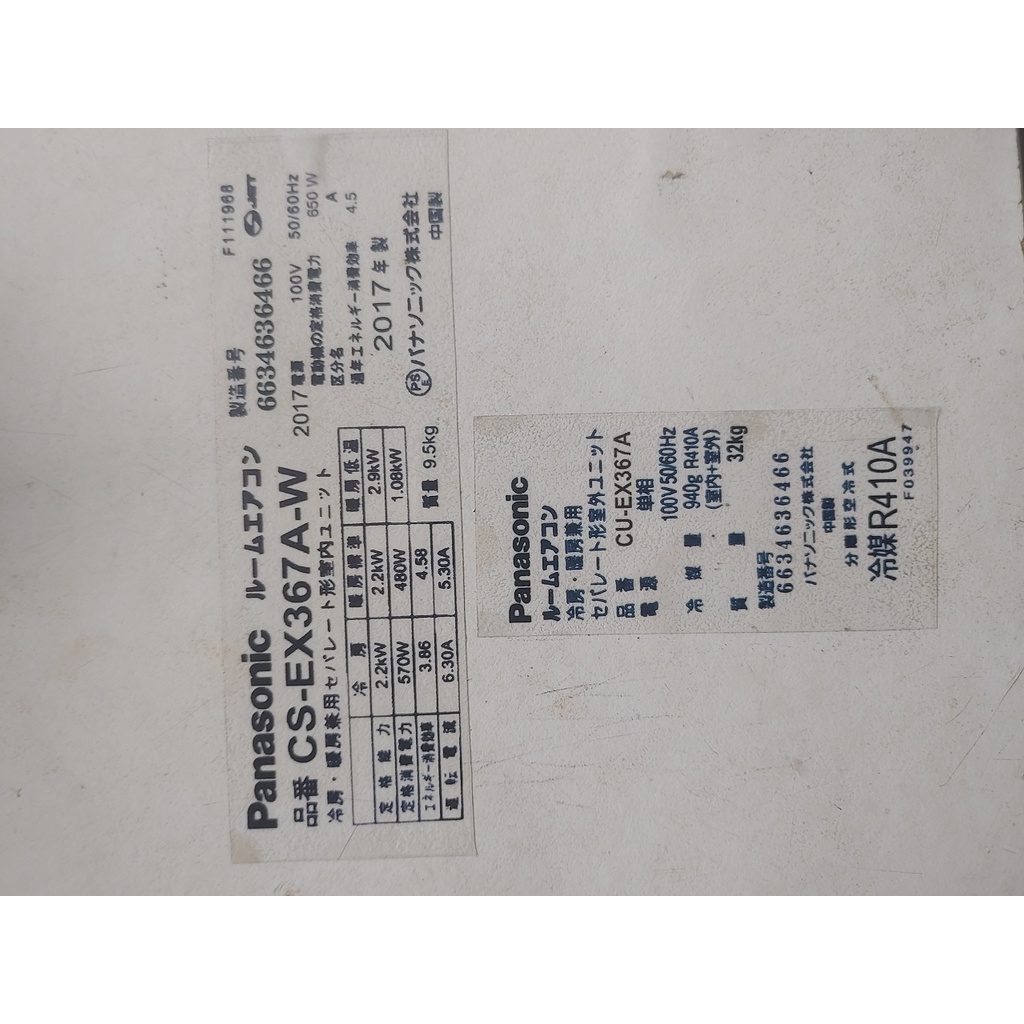 Panasonic ルームエアコン
品番 CS-EX367A-W
冷房・暖房兼用セパレート形室内ユニット
冷房 暖房標準 暖房低温
定格能力 2.2kW 2.2kW 2.9kW
定格消費電力 570W 480W 1.08kW
エネルギー消費効率 3.86 4.58
運転電流 6.30A 5.30A
質量 9.5kg
F111968
製造番号
6634636466
JET
2017 電源 100V 50/60Hz
電動機の定格消費電力 650W
区分名 A
通年エネルギー消費効率 4.5
2017年製
PS
E
パナソニック株式会社
中国製
Panasonic
ルームエアコン
冷房・暖房兼用
セパレート形室外ユニット
品番 CU-EX367A
電源 単相
100V 50/60Hz
冷媒量 940g R410A
(室内+室外)
質量 32kg
製造番号
6634636466
パナソニック株式会社
中国製
分離形空冷式
冷媒R410A
F039947